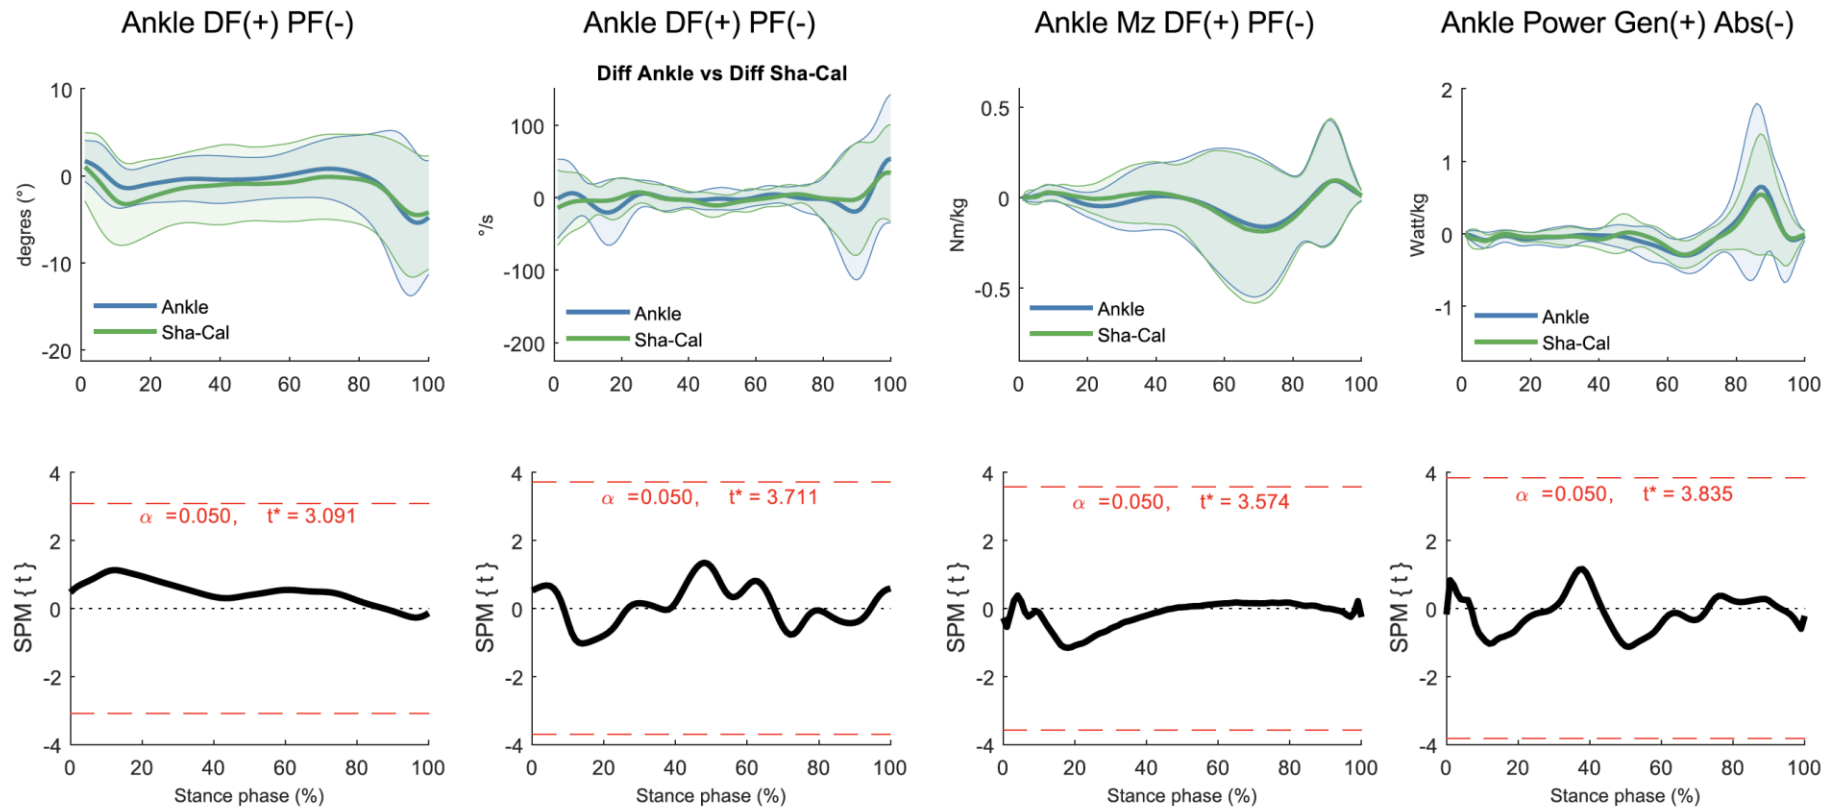 Ankle DF(+) PF(-)
Ankle DF(+) PF(-)
Ankle Mz DF(+) PF(-)
Ankle Power Gen(+) Abs(-)
Diff Ankle vs Diff Sha-Cal
10
0
-10
-20
degres (°)
Ankle
Sha-Cal
0 20 40 60 80 100
100
0
-100
-200
°/s
Ankle
Sha-Cal
0 20 40 60 80 100
0.5
0
-0.5
Nm/kg
Ankle
Sha-Cal
0 20 40 60 80 100
2
1
0
-1
Watt/kg
Ankle
Sha-Cal
0 20 40 60 80 100
4
2
0
-2
-4
SPM { t }
α =0.050, t* = 3.091
0 20 40 60 80 100
Stance phase (%)
4
2
0
-2
-4
SPM { t }
α =0.050, t* = 3.711
0 20 40 60 80 100
Stance phase (%)
4
2
0
-2
-4
SPM { t }
α =0.050, t* = 3.574
0 20 40 60 80 100
Stance phase (%)
4
2
0
-2
-4
SPM { t }
α =0.050, t* = 3.835
0 20 40 60 80 100
Stance phase (%)